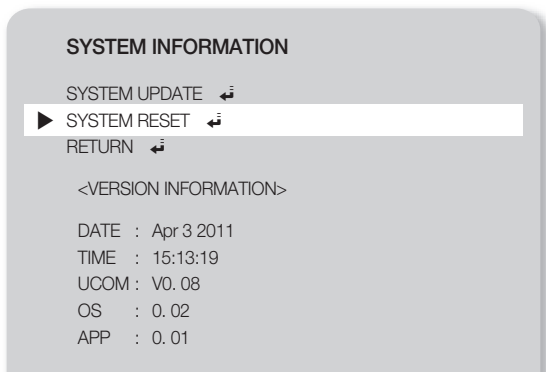 SYSTEM INFORMATION
SYSTEM UPDATE ↵
▶ SYSTEM RESET ↵
RETURN ↵
<VERSION INFORMATION>
DATE : Apr 3 2011
TIME : 15:13:19
UCOM : V0. 08
OS : 0. 02
APP : 0. 01